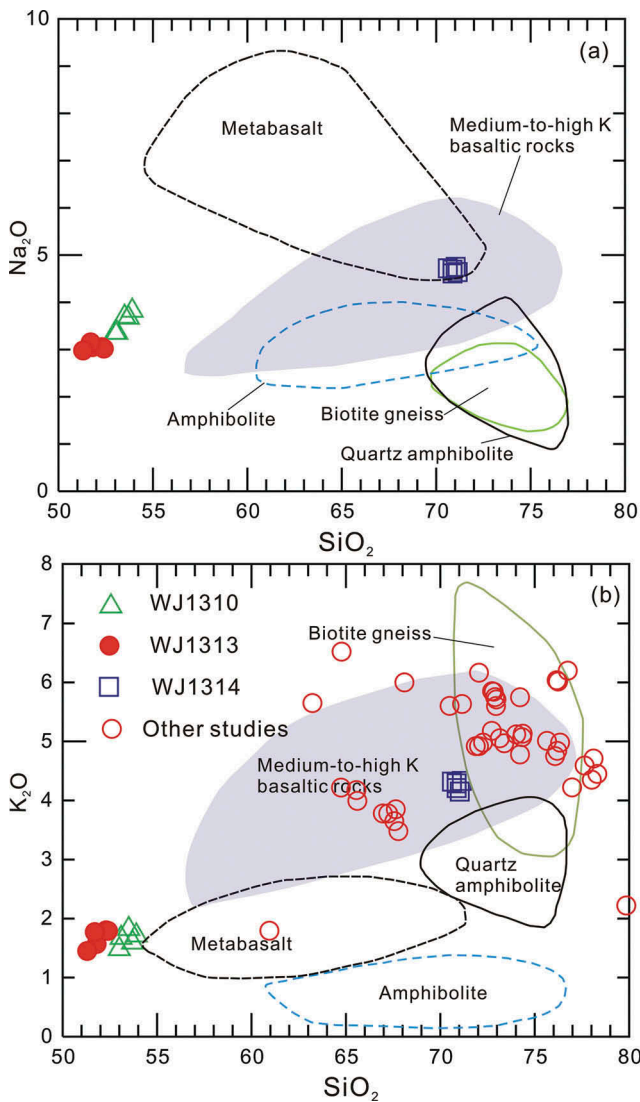 10
(a)
Metabasalt
Medium-to-high K
basaltic rocks
Na₂O
5
Amphibolite
Biotite gneiss
Quartz amphibolite
0
50 55 60 65 70 75 80
SiO₂
8
(b)
WJ1310
7
Biotite gneiss
WJ1313
6
WJ1314
Other studies
5
Medium-to-high K
basaltic rocks
K₂O
4
3
Quartz
amphibolite
2
Metabasalt
1
Amphibolite
0
50 55 60 65 70 75 80
SiO₂